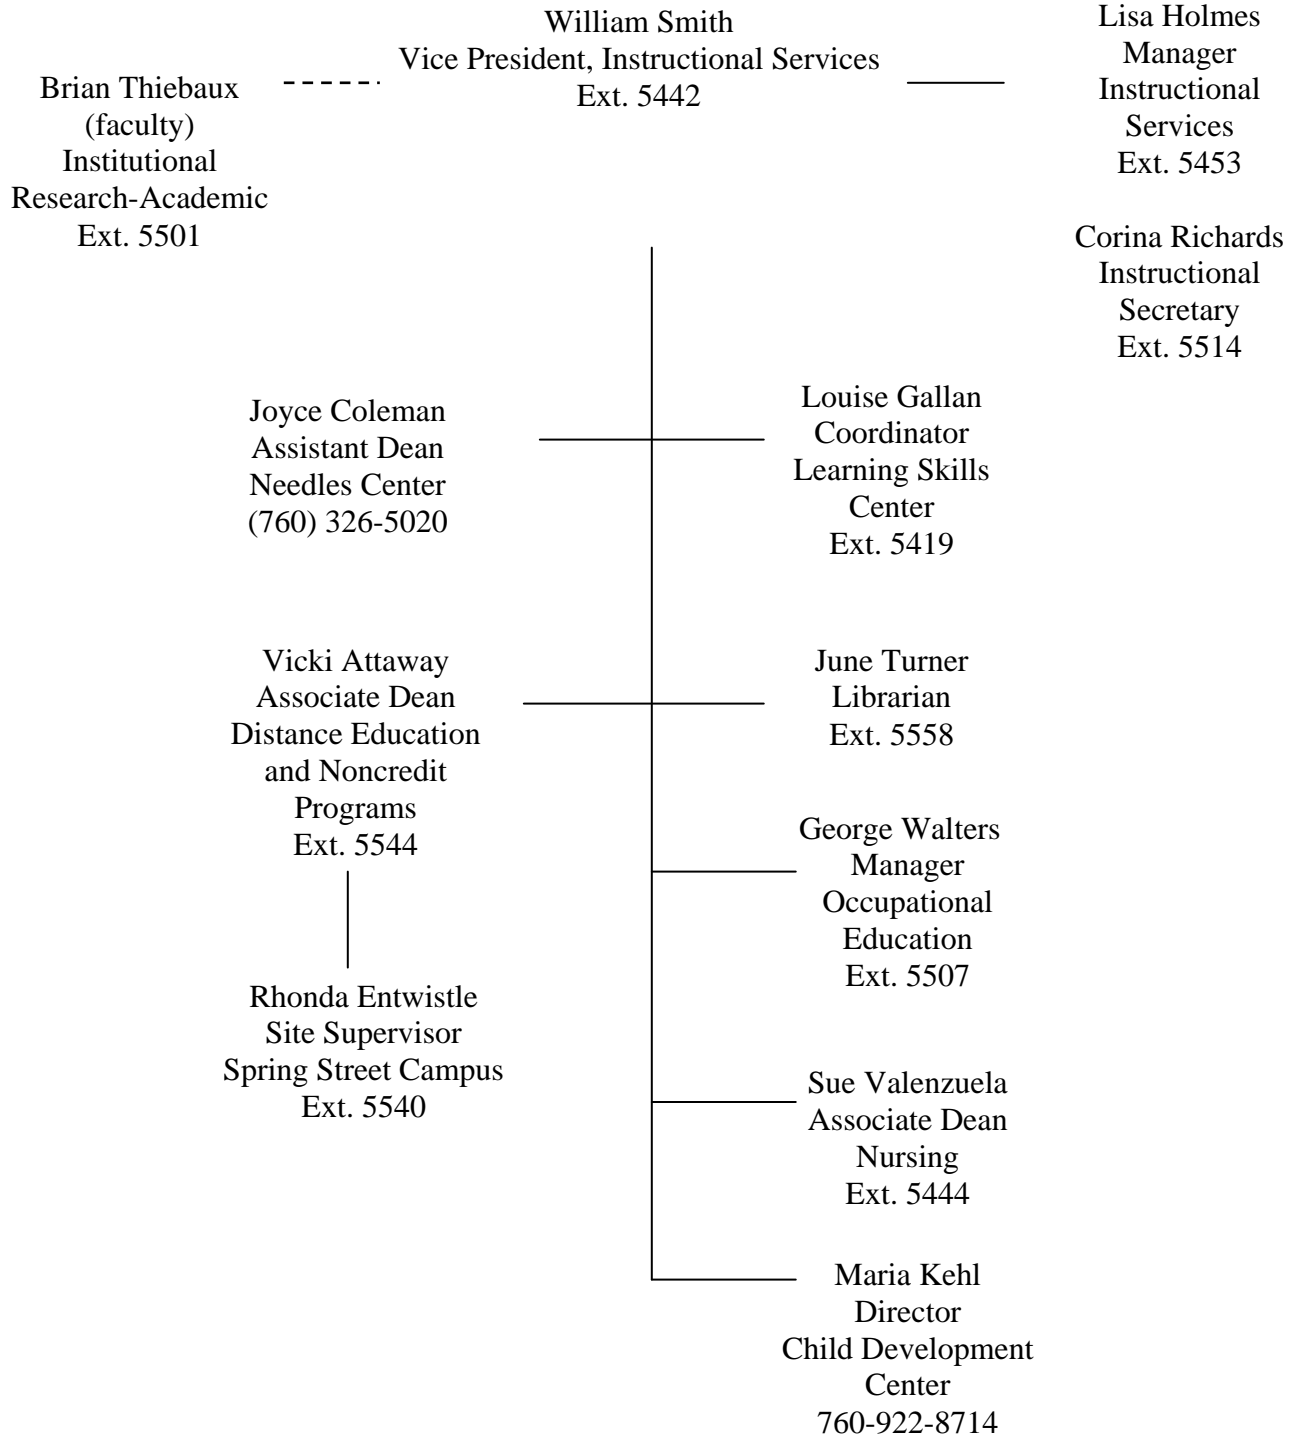 William Smith
Vice President, Instructional Services
Ext. 5442
Lisa Holmes
Manager
Instructional
Services
Ext. 5453
Brian Thiebaux
(faculty)
Institutional
Research-Academic
Ext. 5501
Corina Richards
Instructional
Secretary
Ext. 5514
Joyce Coleman
Assistant Dean
Needles Center
(760) 326-5020
Louise Gallan
Coordinator
Learning Skills
Center
Ext. 5419
Vicki Attaway
Associate Dean
Distance Education
and Noncredit
Programs
Ext. 5544
June Turner
Librarian
Ext. 5558
George Walters
Manager
Occupational
Education
Ext. 5507
Rhonda Entwistle
Site Supervisor
Spring Street Campus
Ext. 5540
Sue Valenzuela
Associate Dean
Nursing
Ext. 5444
Maria Kehl
Director
Child Development
Center
760-922-8714